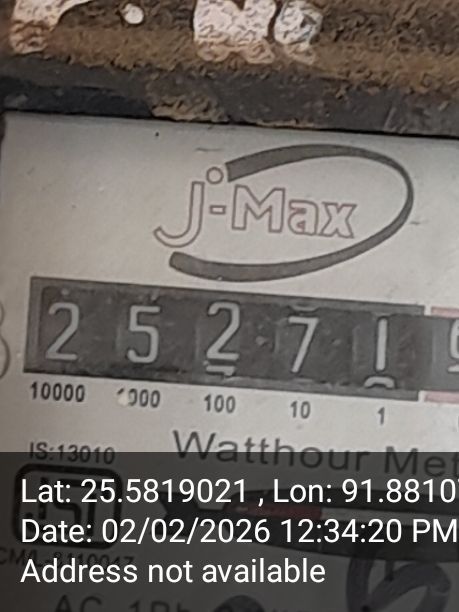 J-Max
2 5 2 7 1
10000 1000 100 10 1
Watthour
IS:13010
Lat: 25.5819021 , Lon: 91.8810
Date: 02/02/2026 12:34:20 PM
Address not available